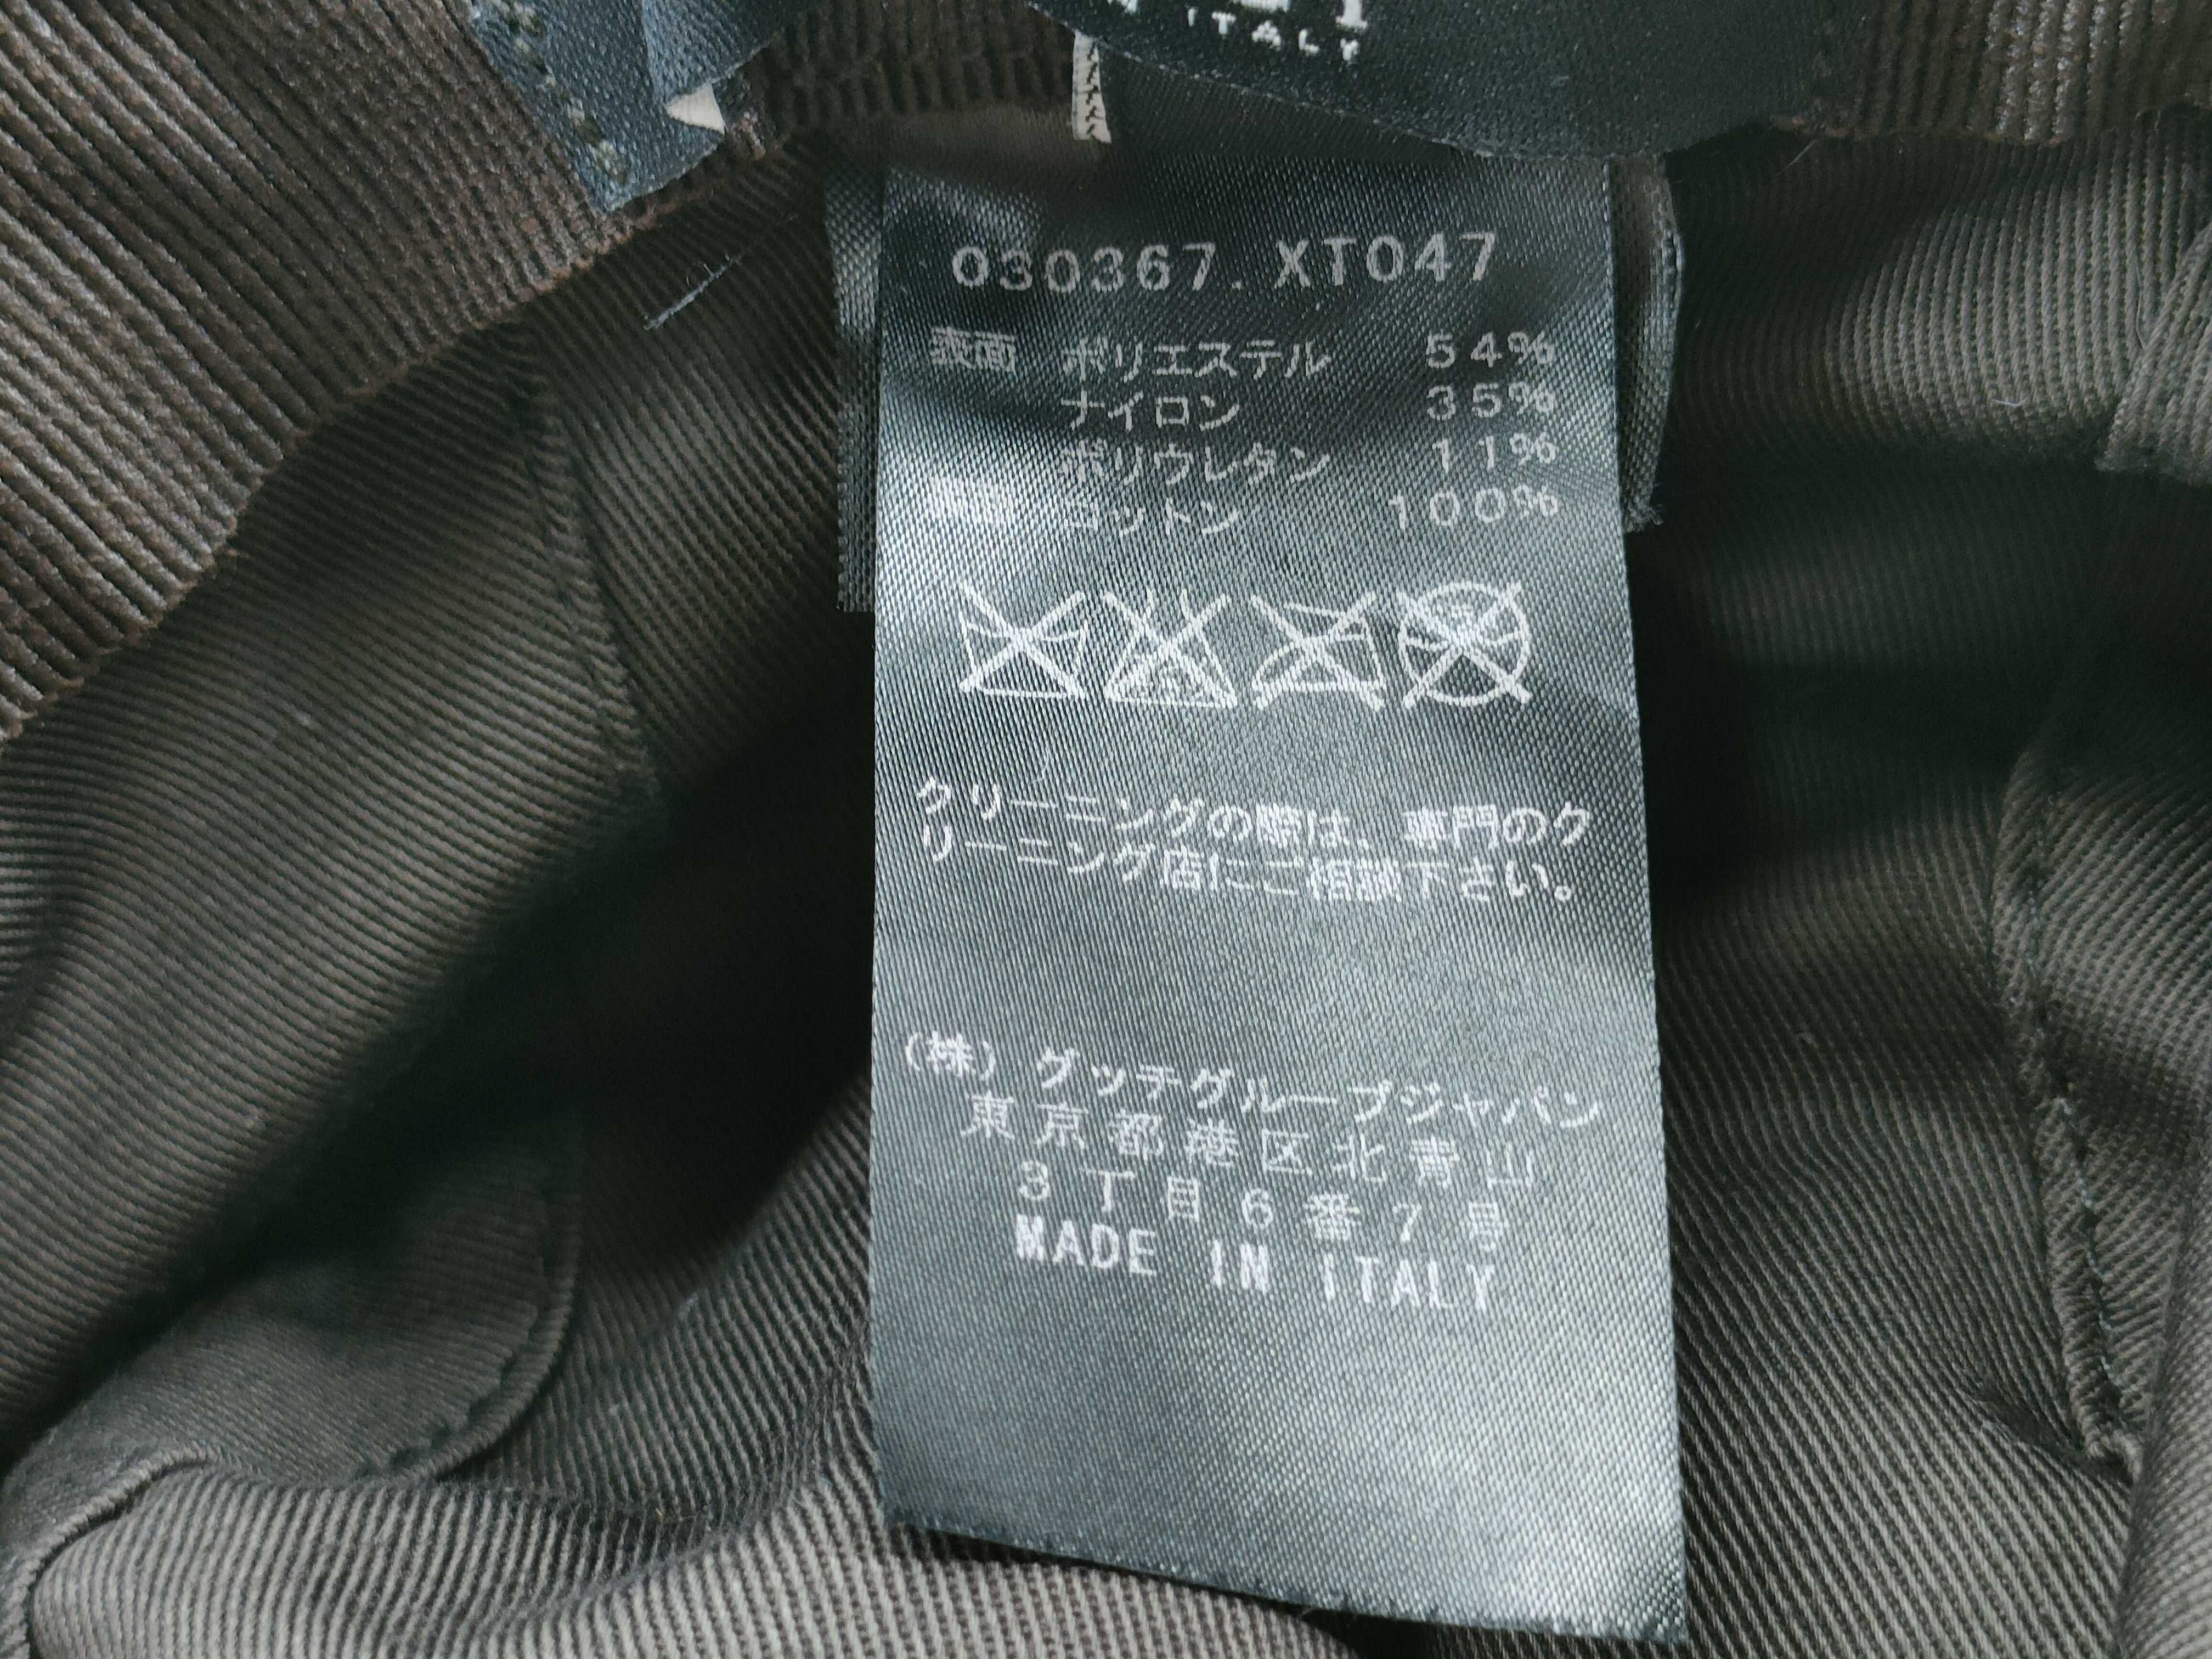 ITALY
030367. XT047
表面 ポリエステル 54%
ナイロン 35%
ポリウレタン 11%
コットン 100%
クリーニングの際は、専門のク
リーニング店にご相談下さい。
(株) グッチグループジャパン
東京都港区北青山
3丁目6番7号
MADE IN ITALY